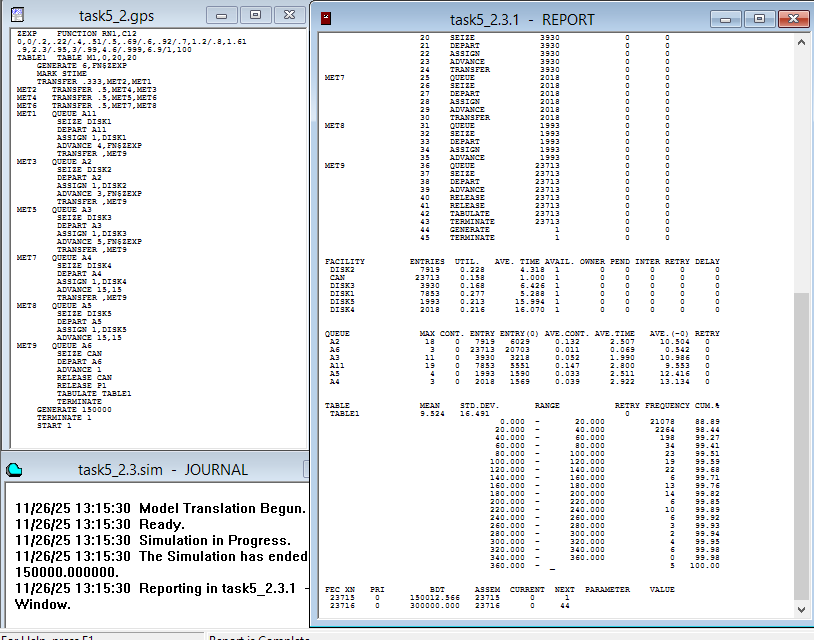 task5_2.gps
ZEXP FUNCTION RN1,C12
0,0/.2,.22/.4,.51/.5,.69/.6,.92/.7,1.2/.8,1.61
.9,2.3/.95,3/.99,4.6/.999,6.9/1,100
TABLE1 TABLE M1,0,20,20
GENERATE 6,FN$ZEXP
MARK STIME
TRANSFER .333,MET2,MET1
MET2 TRANSFER .5,MET4,MET3
MET4 TRANSFER .5,MET5,MET6
MET6 TRANSFER .5,MET7,MET8
MET1 QUEUE A11
SEIZE DISK1
DEPART A11
ASSIGN 1,DISK1
ADVANCE 4,FN$ZEXP
TRANSFER ,MET9
MET3 QUEUE A2
SEIZE DISK2
DEPART A2
ASSIGN 1,DISK2
ADVANCE 3,FN$ZEXP
TRANSFER ,MET9
MET5 QUEUE A3
SEIZE DISK3
DEPART A3
ASSIGN 1,DISK3
ADVANCE 5,FN$ZEXP
TRANSFER ,MET9
MET7 QUEUE A4
SEIZE DISK4
DEPART A4
ASSIGN 1,DISK4
ADVANCE 15,15
TRANSFER ,MET9
MET8 QUEUE A5
SEIZE DISK5
DEPART A5
ASSIGN 1,DISK5
ADVANCE 15,15
MET9 QUEUE A6
SEIZE CAN
DEPART A6
ADVANCE 1
RELEASE CAN
RELEASE P1
TABULATE TABLE1
TERMINATE
GENERATE 150000
TERMINATE 1
START 1
task5_2.3.sim - JOURNAL
11/26/25 13:15:30 Model Translation Begun.
11/26/25 13:15:30 Ready.
11/26/25 13:15:30 Simulation in Progress.
11/26/25 13:15:30 The Simulation has ended
150000.000000.
11/26/25 13:15:30 Reporting in task5_2.3.1 -
Window.
task5_2.3.1 - REPORT
20 SEIZE 3930 0 0
21 DEPART 3930 0 0
22 ASSIGN 3930 0 0
23 ADVANCE 3930 0 0
24 TRANSFER 3930 0 0
MET7 25 QUEUE 2018 0 0
26 SEIZE 2018 0 0
27 DEPART 2018 0 0
28 ASSIGN 2018 0 0
29 ADVANCE 2018 0 0
30 TRANSFER 2018 0 0
MET8 31 QUEUE 1993 0 0
32 SEIZE 1993 0 0
33 DEPART 1993 0 0
34 ASSIGN 1993 0 0
35 ADVANCE 1993 0 0
MET9 36 QUEUE 23713 0 0
37 SEIZE 23713 0 0
38 DEPART 23713 0 0
39 ADVANCE 23713 0 0
40 RELEASE 23713 0 0
41 RELEASE 23713 0 0
42 TABULATE 23713 0 0
43 TERMINATE 23713 0 0
44 GENERATE 1 0 0
45 TERMINATE 1 0 0
FACILITY ENTRIES UTIL. AVE. TIME AVAIL. OWNER PEND INTER RETRY DELAY
DISK2 7919 0.228 4.318 1 0 0 0 0 0
CAN 23713 0.158 1.000 1 0 0 0 0 0
DISK3 3930 0.168 6.426 1 0 0 0 0 0
DISK1 7853 0.277 5.288 1 0 0 0 0 0
DISK5 1993 0.213 15.994 1 0 0 0 0 0
DISK4 2018 0.216 16.070 1 0 0 0 0 0
QUEUE MAX CONT. ENTRY ENTRY(0) AVE.CONT. AVE.TIME AVE.(-0) RETRY
A2 18 0 7919 6029 0.132 2.507 10.504 0
A6 3 0 23713 20703 0.011 0.069 0.542 0
A3 11 0 3930 3218 0.052 1.990 10.986 0
A11 19 0 7853 5551 0.147 2.800 9.553 0
A5 4 0 1993 1590 0.033 2.511 12.416 0
A4 3 0 2018 1569 0.039 2.922 13.134 0
TABLE MEAN STD.DEV. RANGE RETRY FREQUENCY CUM.%
TABLE1 9.524 16.491 0
0.000 - 20.000 21078 88.89
20.000 - 40.000 2264 98.44
40.000 - 60.000 198 99.27
60.000 - 80.000 34 99.41
80.000 - 100.000 23 99.51
100.000 - 120.000 19 99.59
120.000 - 140.000 22 99.68
140.000 - 160.000 6 99.71
160.000 - 180.000 13 99.76
180.000 - 200.000 14 99.82
200.000 - 220.000 6 99.85
220.000 - 240.000 10 99.89
240.000 - 260.000 6 99.92
260.000 - 280.000 3 99.93
280.000 - 300.000 2 99.94
300.000 - 320.000 4 99.95
320.000 - 340.000 6 99.98
340.000 - 360.000 0 99.98
360.000 - _ 5 100.00
FEC XN PRI BDT ASSEM CURRENT NEXT PARAMETER VALUE
23715 0 150012.566 23715 0 1
23716 0 300000.000 23716 0 44